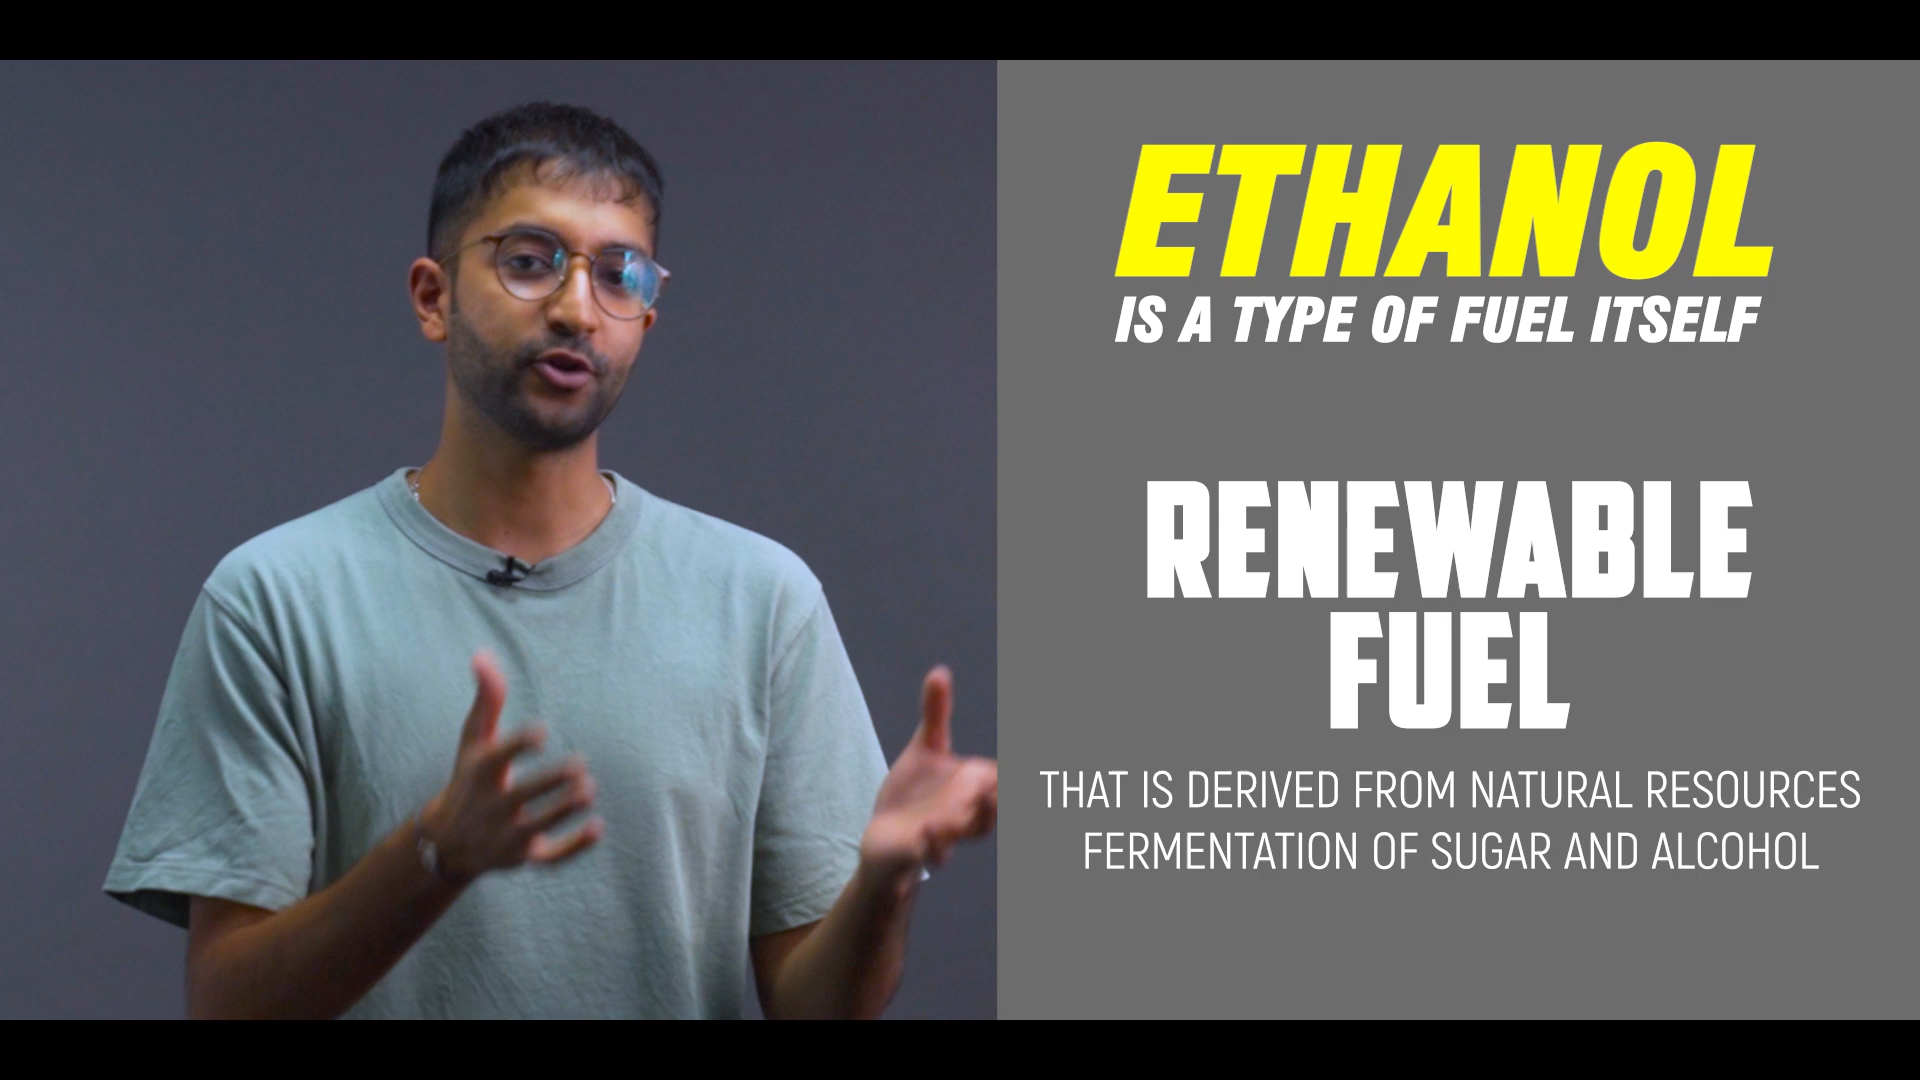 ETHANOL
IS A TYPE OF FUEL ITSELF
RENEWABLE
FUEL
THAT IS DERIVED FROM NATURAL RESOURCES
FERMENTATION OF SUGAR AND ALCOHOL